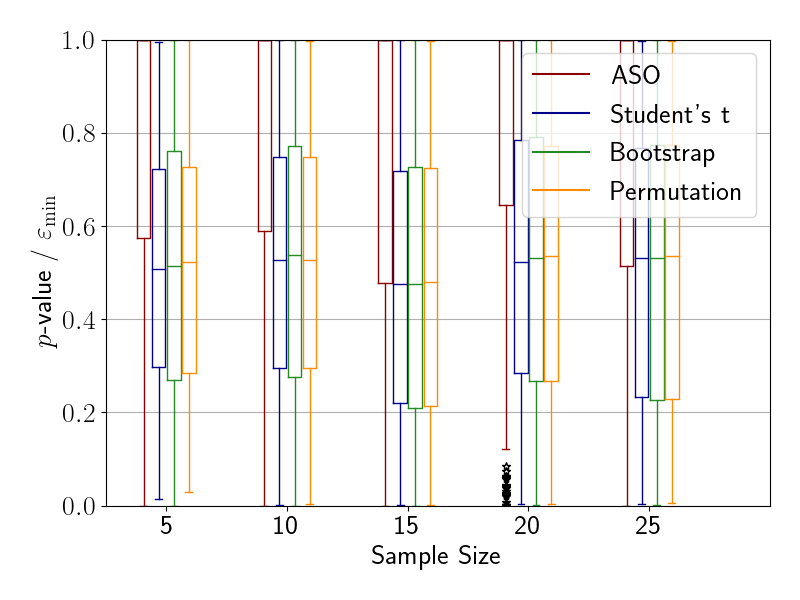 1.0
0.8
0.6
0.4
0.2
0.0
p-value / ε_min
5 10 15 20 25
Sample Size
ASO
Student's t
Bootstrap
Permutation